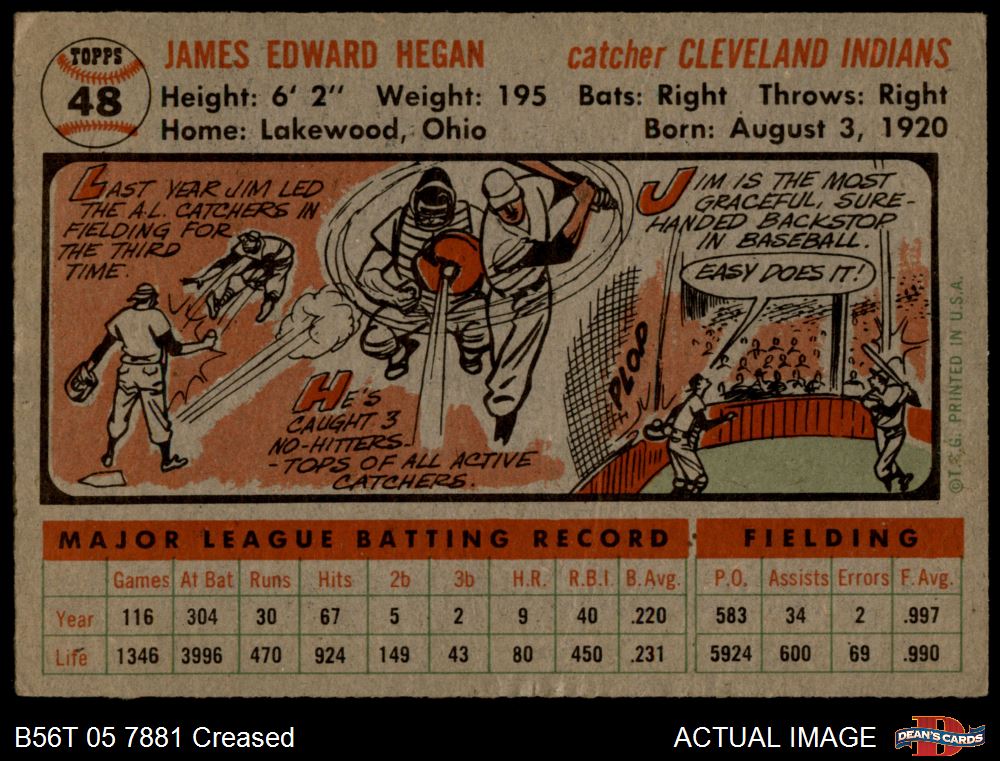 TOPPS
48
JAMES EDWARD HEGAN
catcher CLEVELAND INDIANS
Height: 6' 2" Weight: 195 Bats: Right Throws: Right
Home: Lakewood, Ohio
Born: August 3, 1920
LAST YEAR JIM LED
THE A.L. CATCHERS IN
FIELDING FOR
THE THIRD
TIME.
HE'S
CAUGHT 3
NO-HITTERS-
-TOPS OF ALL ACTIVE
CATCHERS.
JIM IS THE MOST
GRACEFUL, SURE-
HANDED BACKSTOP
IN BASEBALL.
EASY DOES IT!
PLOP
©T.C.G. PRINTED IN U.S.A.
MAJOR LEAGUE BATTING RECORD
FIELDING
Games At Bat Runs Hits 2b 3b H.R. R.B.I. B.Avg. P.O. Assists Errors F.Avg.
Year 116 304 30 67 5 2 9 40 .220 583 34 2 .997
Life 1346 3996 470 924 149 43 80 450 .231 5924 600 69 .990
B56T 05 7881 Creased
ACTUAL IMAGE
DEAN'S CARDS